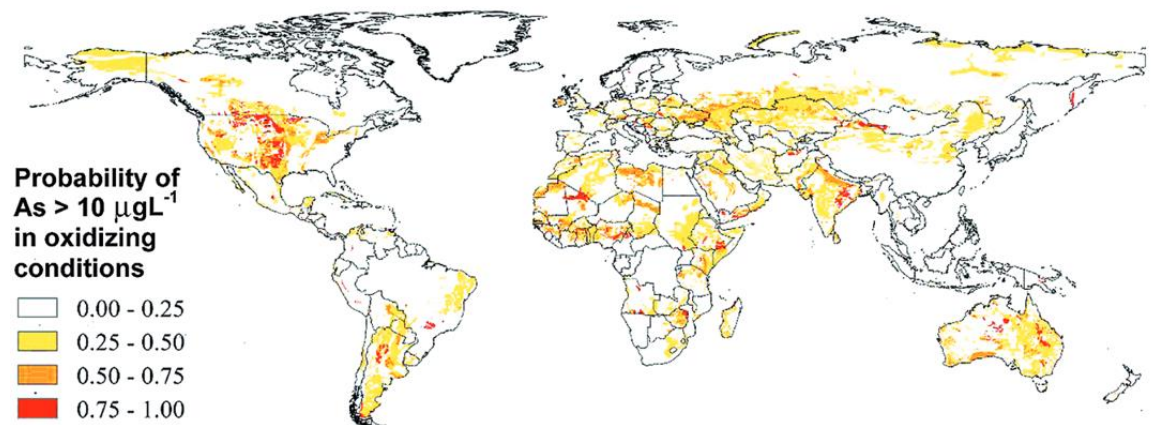 Probability of
As > 10 μgL⁻¹
in oxidizing
conditions
0.00 - 0.25
0.25 - 0.50
0.50 - 0.75
0.75 - 1.00